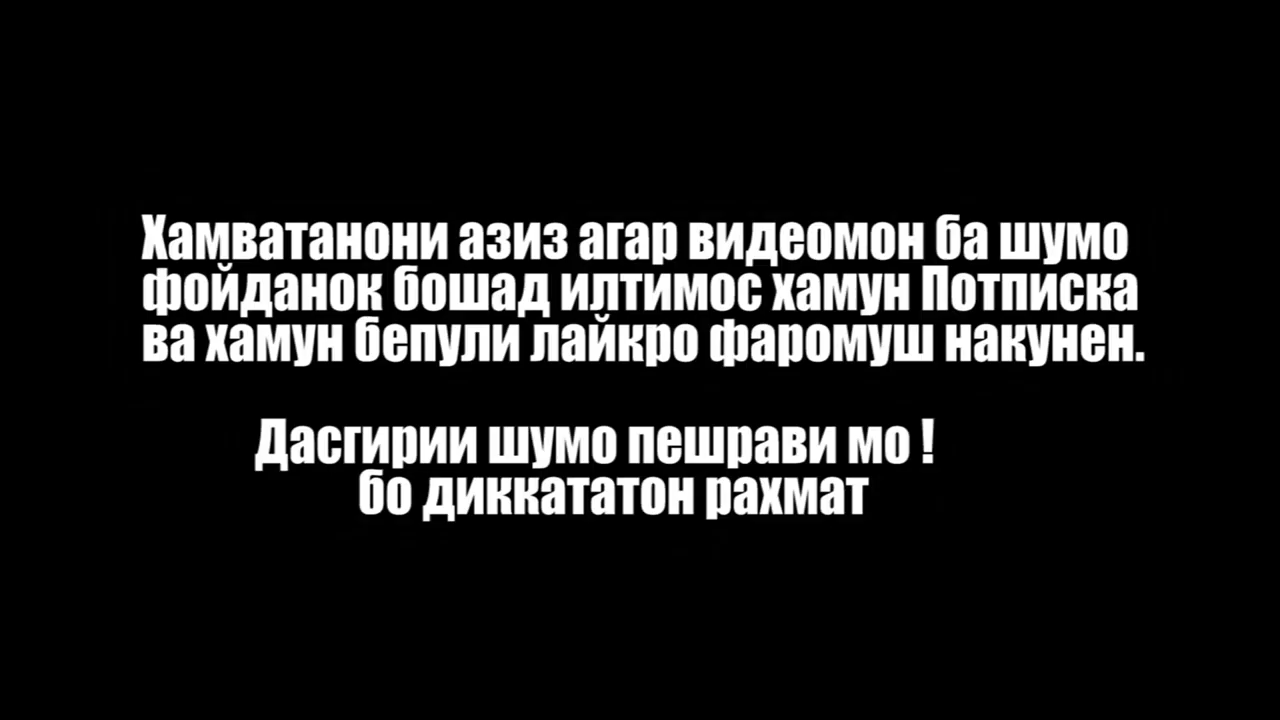 Хамватанони азиз агар видеомон ба шумо
фойданок бошад илтимос хамун Потписка
ва хамун бепули лайкро фаромуш накунен.
Дасгирии шумо пешрави мо !
бо диккататон рахмат